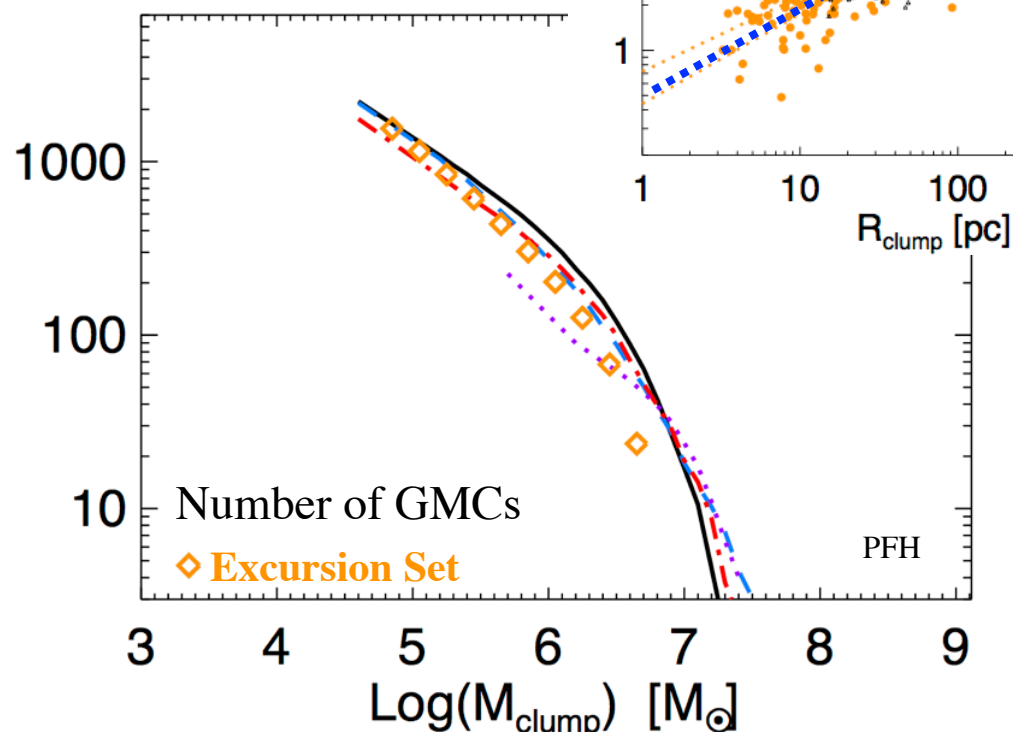 1
1 10 100
R_clump [pc]
1000
100
10
Number of GMCs
Excursion Set
PFH
3 4 5 6 7 8 9
Log(M_clump) [M_⊙]